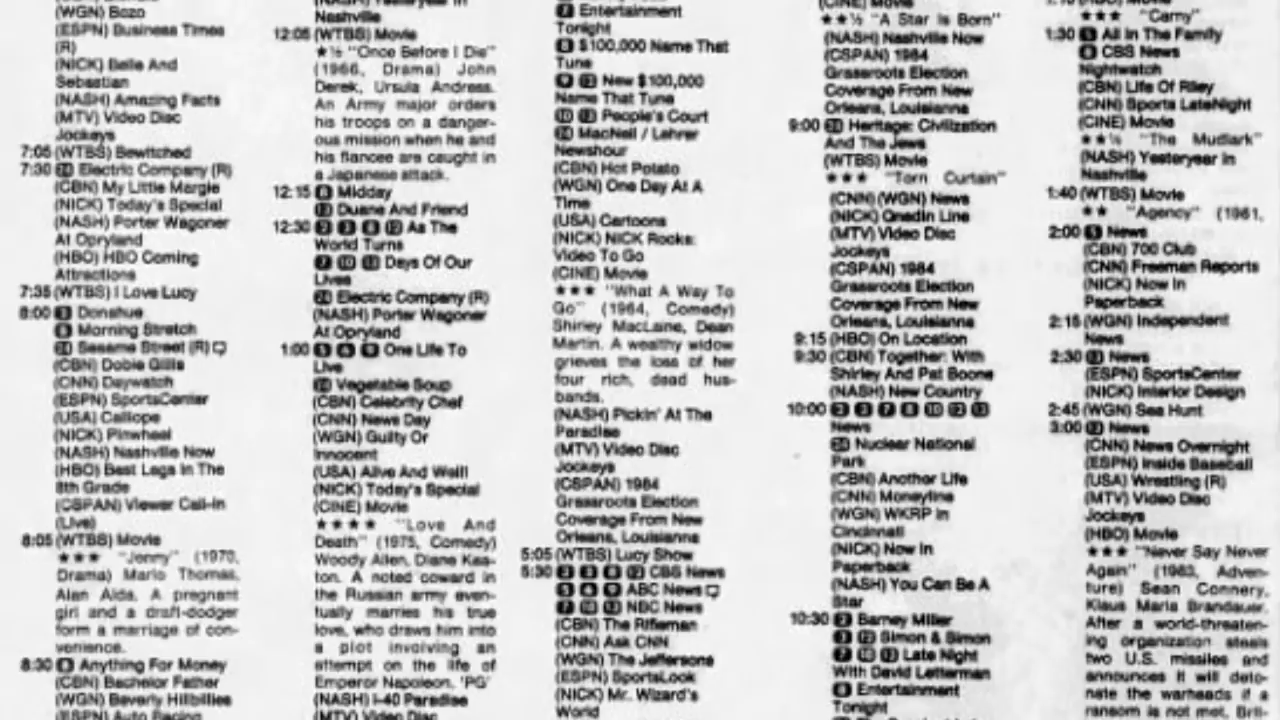 (WGN) Bozo
(ESPN) Business Times
(R)
(NICK) Belle And
Sebastian
(NASH) Amazing Facts
(MTV) Video Disc
Jockeys
7:05 (WTBS) Bewitched
7:30 Electric Company (R)
(CBN) My Little Margie
(NICK) Today's Special
(NASH) Porter Wagoner
At Opryland
(HBO) HBO Coming
Attractions
7:35 (WTBS) I Love Lucy
8:00 Donahue
Morning Stretch
Sesame Street (R)
(CBN) Dobie Gillis
(CNN) Daywatch
(ESPN) SportsCenter
(USA) Calliope
(NICK) Pinwheel
(NASH) Nashville Now
(HBO) Best Legs In The
8th Grade
(CSPAN) Viewer Call-In
(Live)
8:05 (WTBS) Movie
★★★ "Jenny" (1970,
Drama) Marlo Thomas,
Alan Alda. A pregnant
girl and a draft-dodger
form a marriage of con-
venience.
8:30 Anything For Money
(CBN) Bachelor Father
(WGN) Beverly Hillbillies
(ESPN) Auto Racing
(NASH) Yesteryear In
Nashville
12:05 (WTBS) Movie
★½ "Once Before I Die"
(1966, Drama) John
Derek, Ursula Andress.
An Army major orders
his troops on a danger-
ous mission when he and
his fiancee are caught in
a Japanese attack.
12:15 Midday
Duane And Friend
12:30 As The
World Turns
Days Of Our
Lives
Electric Company (R)
(NASH) Porter Wagoner
At Opryland
1:00 One Life To
Live
Vegetable Soup
(CBN) Celebrity Chef
(CNN) News Day
(WGN) Guilty Or
Innocent
(USA) Alive And Well!
(NICK) Today's Special
(CINE) Movie
★★★★ "Love And
Death" (1975, Comedy)
Woody Allen, Diane Kea-
ton. A noted coward in
the Russian army even-
tually marries his true
love, who draws him into
a plot involving an
attempt on the life of
Emperor Napoleon. 'PG'
(NASH) I-40 Paradise
(MTV) Video Disc
7 Entertainment
Tonight
$100,000 Name That
Tune
New $100,000
Name That Tune
People's Court
MacNeil / Lehrer
Newshour
(CBN) Hot Potato
(WGN) One Day At A
Time
(USA) Cartoons
(NICK) NICK Rocks:
Video To Go
(CINE) Movie
★★★ "What A Way To
Go" (1964, Comedy)
Shirley MacLaine, Dean
Martin. A wealthy widow
grieves the loss of her
four rich, dead hus-
bands.
(NASH) Pickin' At The
Paradise
(MTV) Video Disc
Jockeys
(CSPAN) 1984
Grassroots Election
Coverage From New
Orleans, Louisianna
5:05 (WTBS) Lucy Show
5:30 CBS News
ABC News
NBC News
(CBN) The Rifleman
(CNN) Ask CNN
(WGN) The Jeffersons
(ESPN) SportsLook
(NICK) Mr. Wizard's
World
(CINE) Movie
★★½ "A Star Is Born"
(NASH) Nashville Now
(CSPAN) 1984
Grassroots Election
Coverage From New
Orleans, Louisianna
9:00 Heritage: Civilization
And The Jews
(WTBS) Movie
★★★ "Torn Curtain"
(CNN) (WGN) News
(NICK) Onedin Line
(MTV) Video Disc
Jockeys
(CSPAN) 1984
Grassroots Election
Coverage From New
Orleans, Louisianna
9:15 (HBO) On Location
9:30 (CBN) Together: With
Shirley And Pat Boone
(NASH) New Country
10:00 2 3 7 8 10 12 13
News
Nuclear National
Park
(CBN) Another Life
(CNN) Moneyline
(WGN) WKRP In
Cincinnati
(NICK) Now In
Paperback
(NASH) You Can Be A
Star
10:30 2 Barney Miller
Simon & Simon
Late Night
With David Letterman
Entertainment
Tonight
★★★ "Carny"
1:30 5 All In The Family
CBS News
Nightwatch
(CBN) Life Of Riley
(CNN) Sports LateNight
(CINE) Movie
★★½ "The Mudlark"
(NASH) Yesteryear In
Nashville
1:40 (WTBS) Movie
★★ "Agency" (1981,
2:00 5 News
(CBN) 700 Club
(CNN) Freeman Reports
(NICK) Now In
Paperback
2:15 (WGN) Independent
News
2:30 News
(ESPN) SportsCenter
(NICK) Interior Design
2:45 (WGN) Sea Hunt
3:00 News
(CNN) News Overnight
(ESPN) Inside Baseball
(USA) Wrestling (R)
(MTV) Video Disc
Jockeys
(HBO) Movie
★★★ "Never Say Never
Again" (1983, Adven-
ture) Sean Connery,
Klaus Maria Brandauer.
After a world-threaten-
ing organization steals
two U.S. missiles and
announces it will deto-
nate the warheads if a
ransom is not met, Brit-